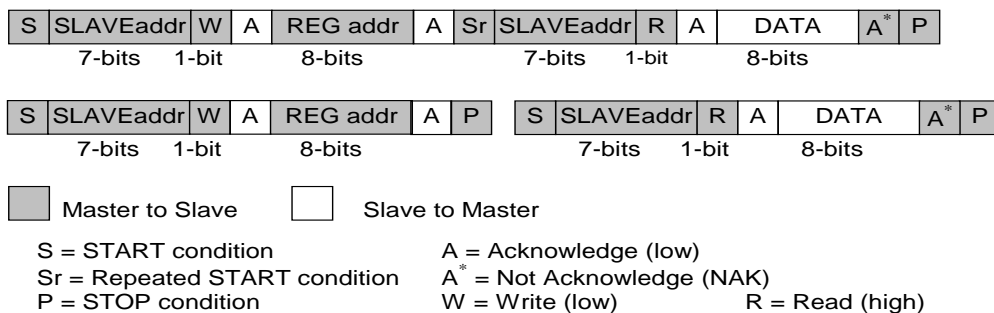 S SLAVEaddr W A REG addr A Sr SLAVEaddr R A DATA A* P
7-bits 1-bit 8-bits 7-bits 1-bit 8-bits
S SLAVEaddr W A REG addr A P S SLAVEaddr R A DATA A* P
7-bits 1-bit 8-bits 7-bits 1-bit 8-bits
Master to Slave Slave to Master
S = START condition A = Acknowledge (low)
Sr = Repeated START condition A* = Not Acknowledge (NAK)
P = STOP condition W = Write (low) R = Read (high)